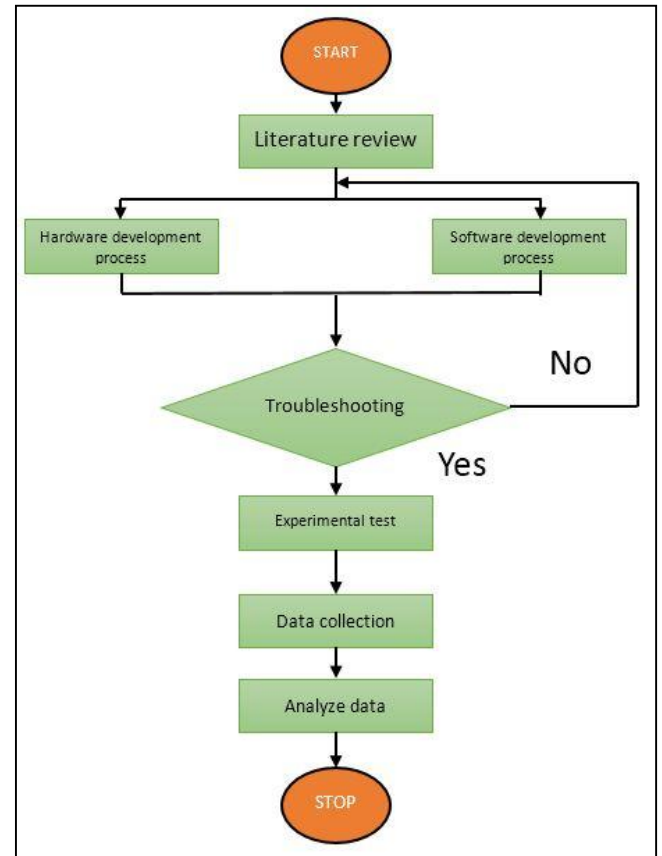 START
Literature review
Hardware development
process
Software development
process
Troubleshooting
No
Yes
Experimental test
Data collection
Analyze data
STOP